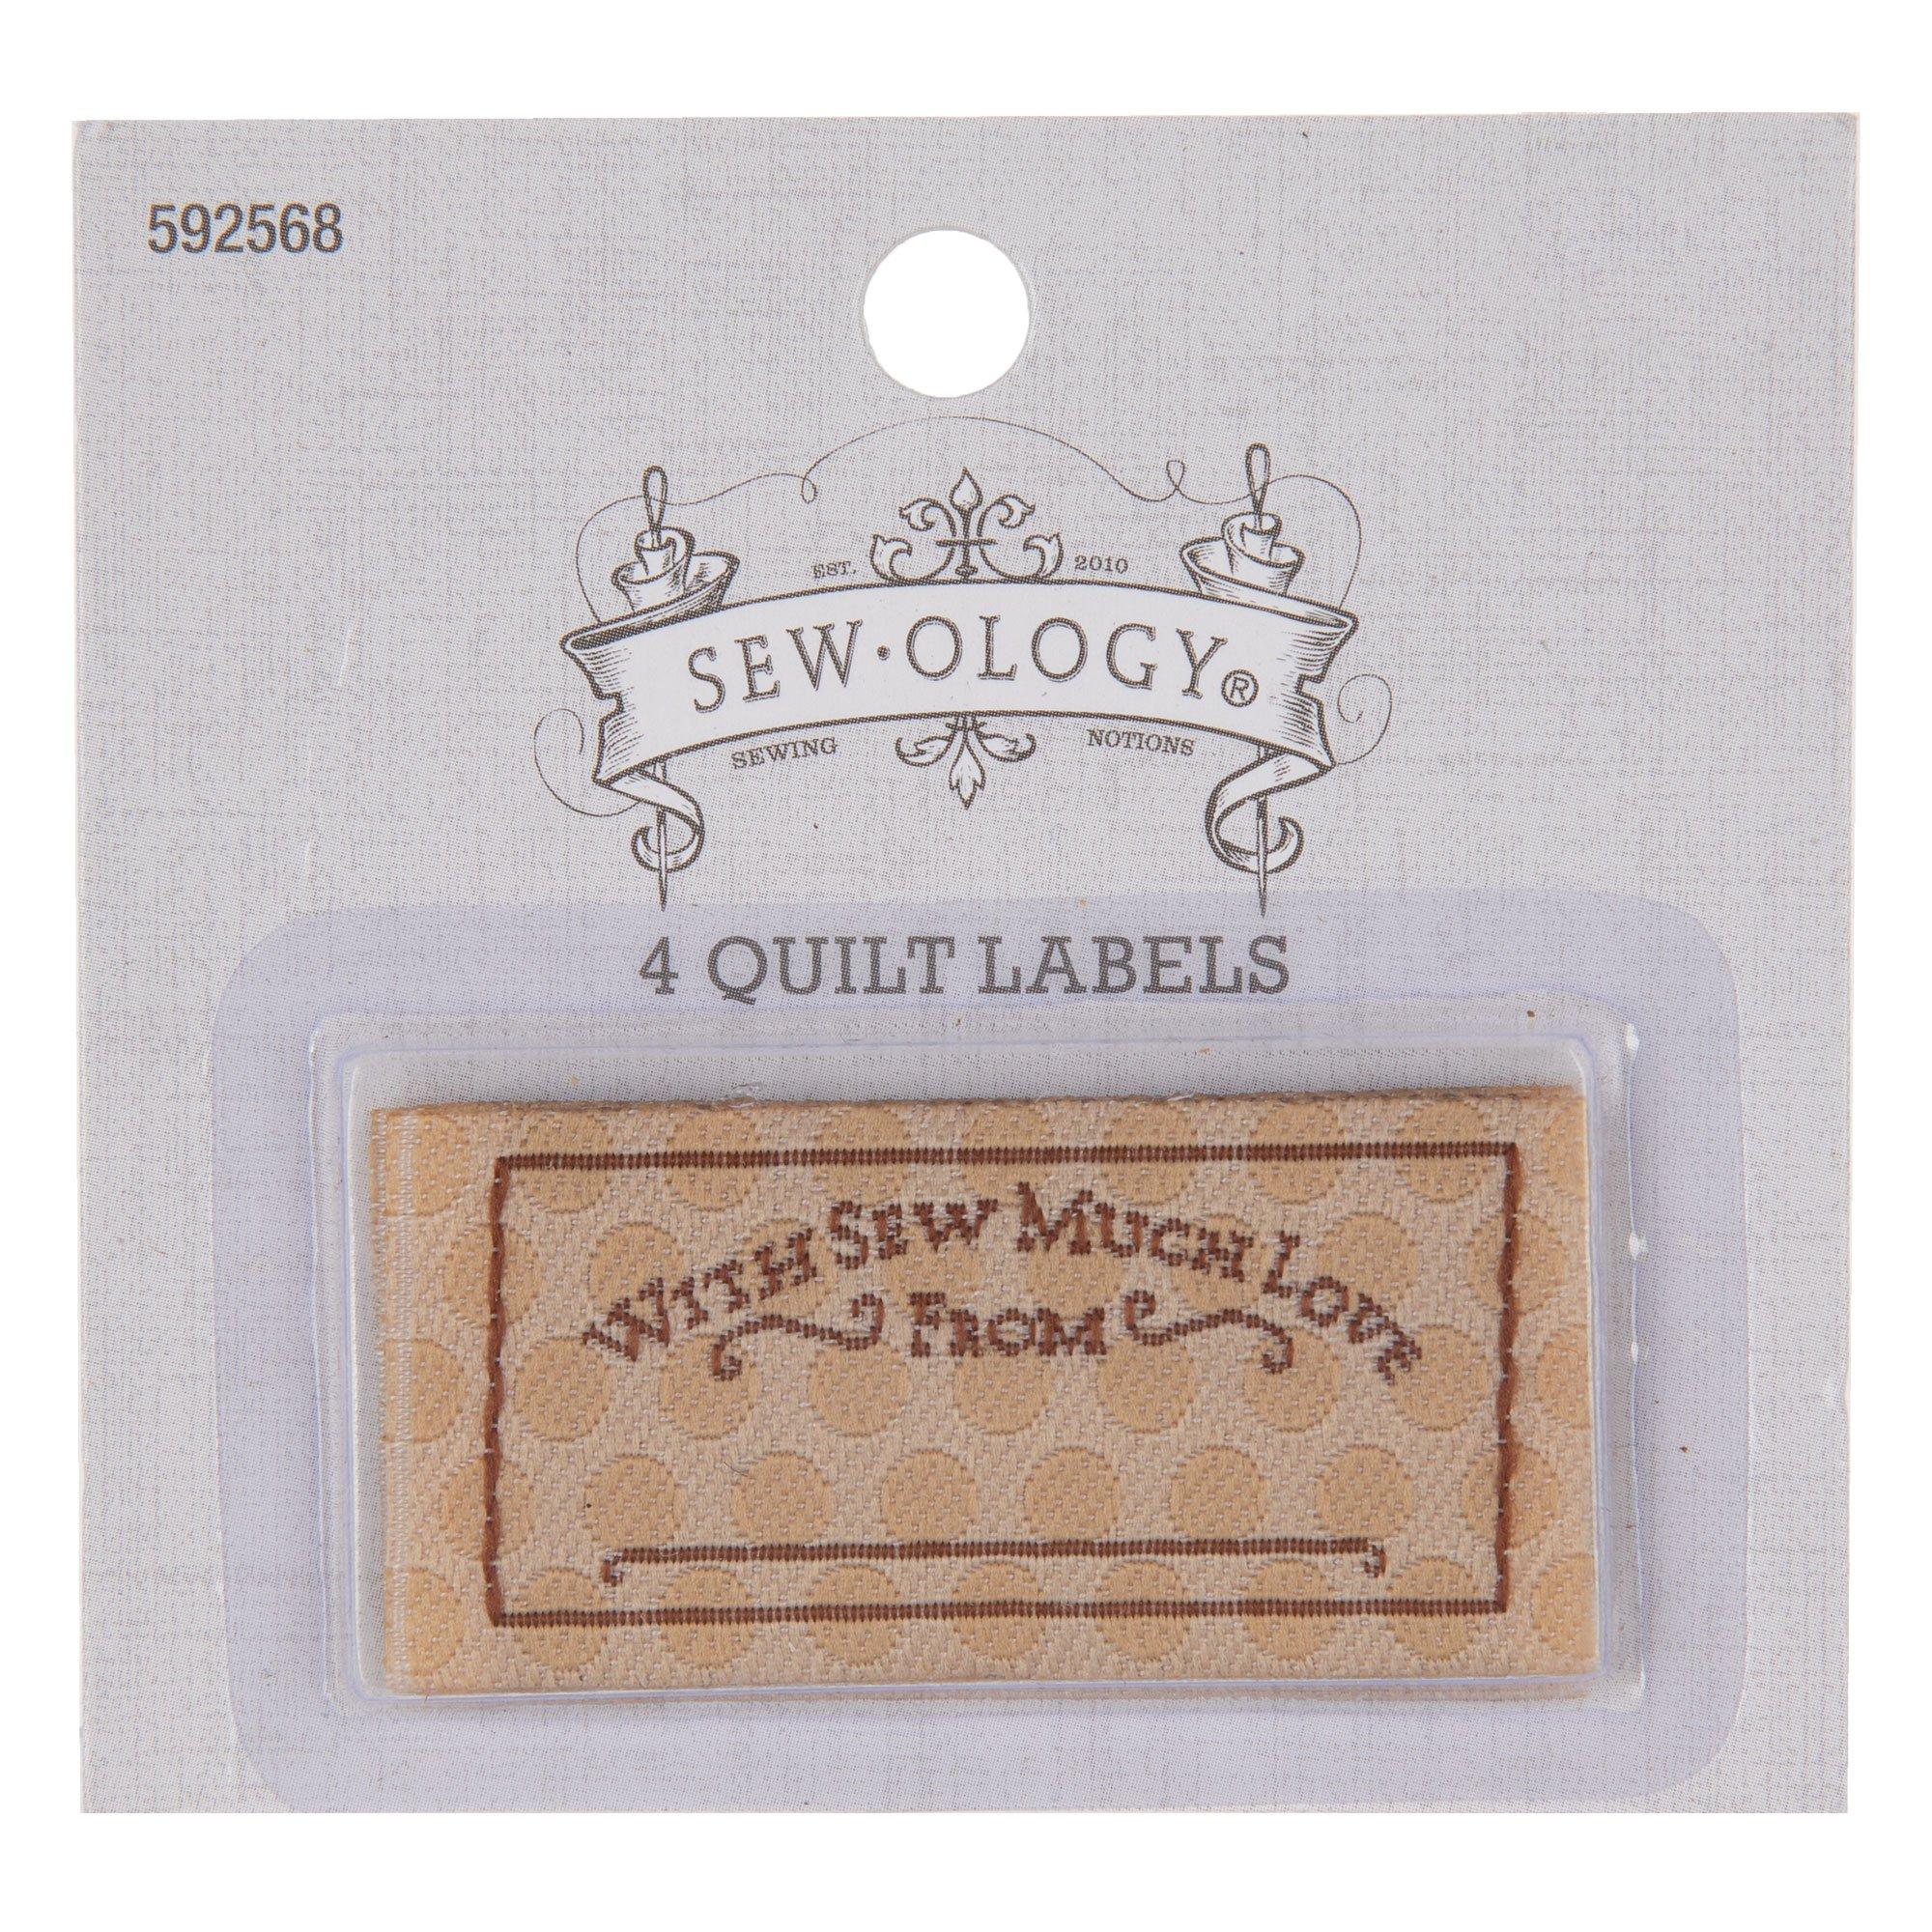 592568
EST. 2010
SEW·OLOGY®
SEWING NOTIONS
4 QUILT LABELS
WITH SEW MUCH LOVE
FROM